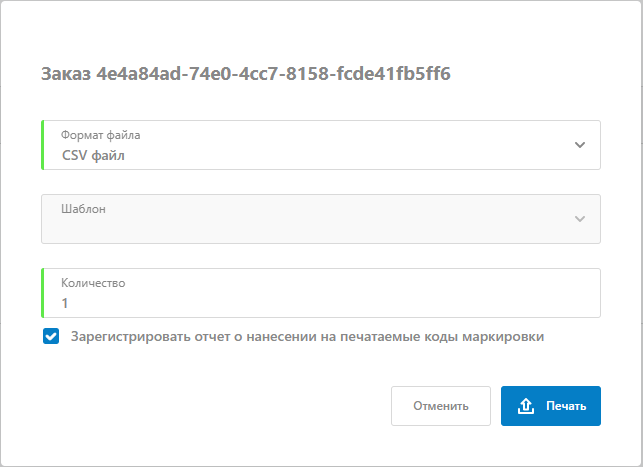 Заказ 4e4a84ad-74e0-4cc7-8158-fcde41fb5ff6
Формат файла
CSV файл
Шаблон
Количество
1
Зарегистрировать отчет о нанесении на печатаемые коды маркировки
Отменить
Печать